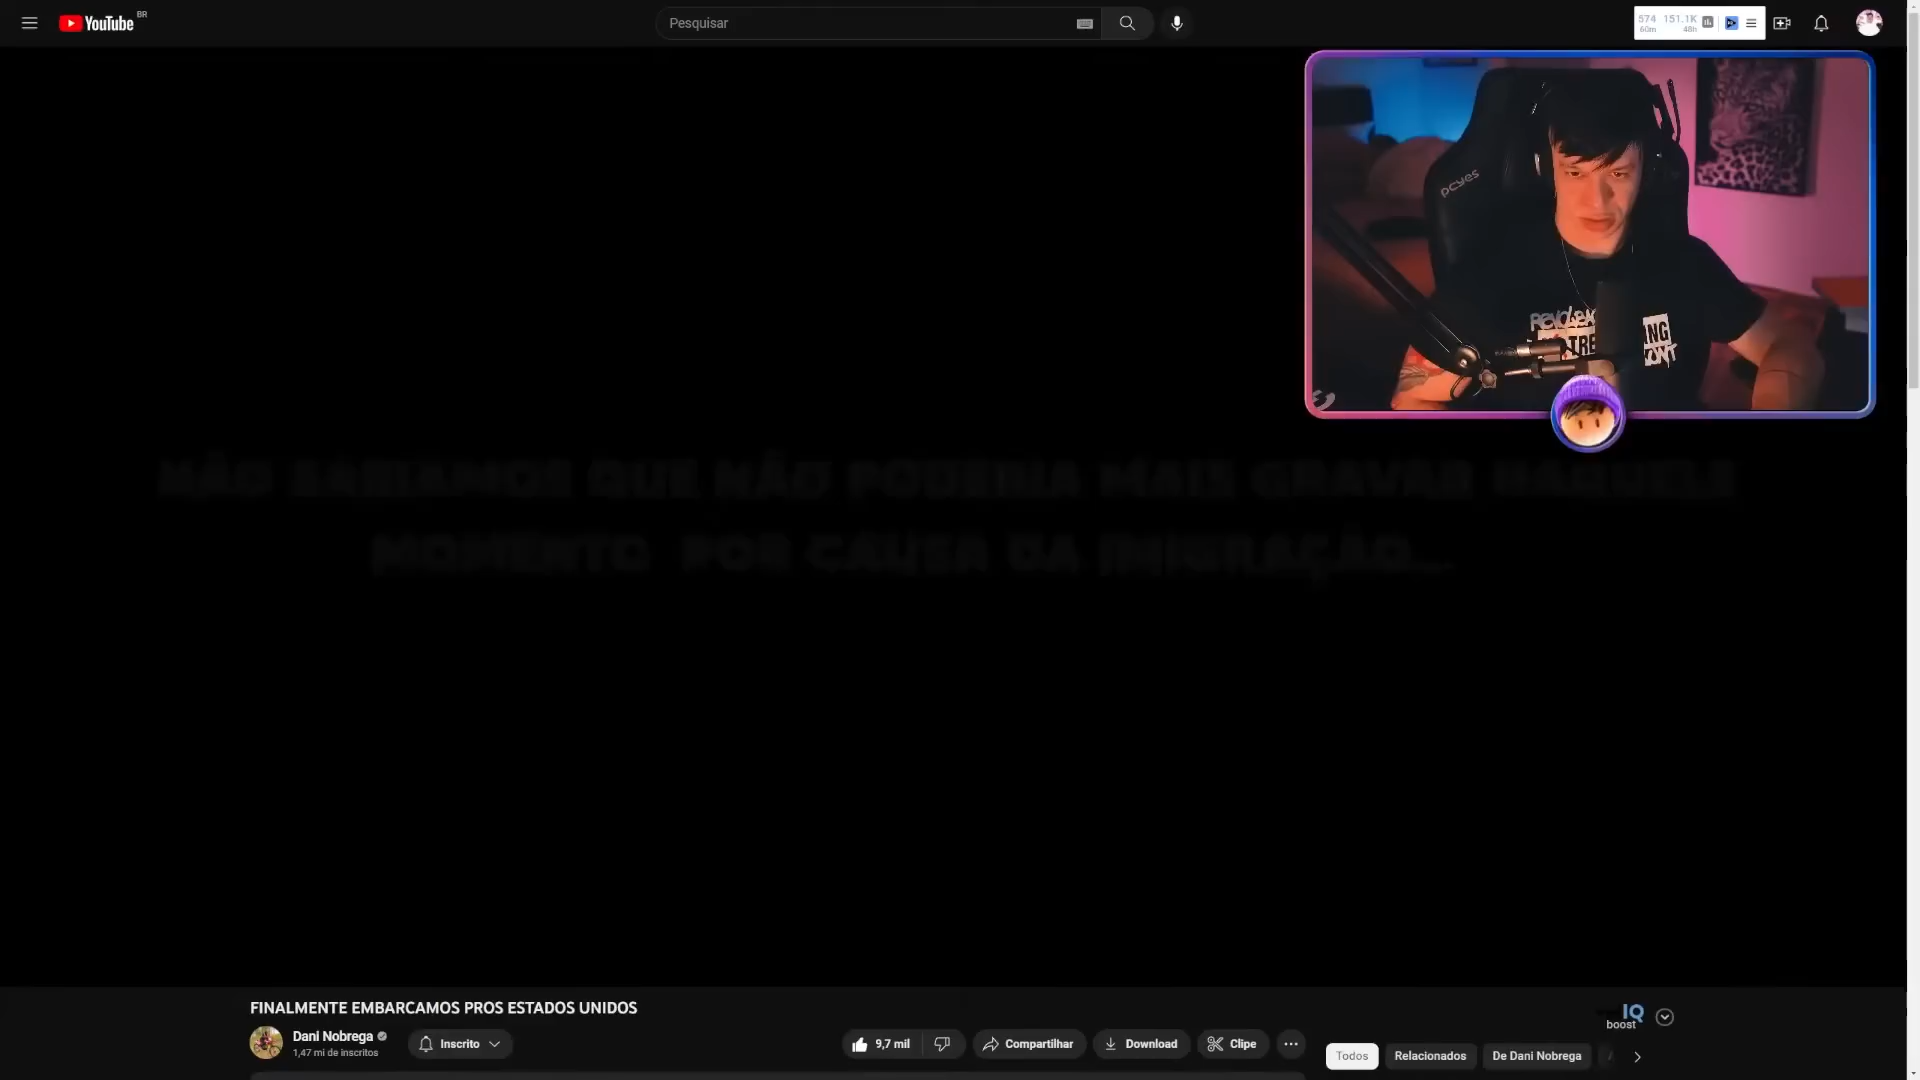 YouTube BR
Pesquisar
574 151.1K
60m 48h
pcyes
NÃO SABIAMOS QUE NÃO PODERIA MAIS GRAVAR NAQUELE
MOMENTO POR CAUSA DA IMIGRAÇÃO...
FINALMENTE EMBARCAMOS PROS ESTADOS UNIDOS
IQ
boost
Dani Nobrega
1,47 mi de inscritos
Inscrito
9,7 mil
Compartilhar
Download
Clipe
Todos
Relacionados
De Dani Nobrega